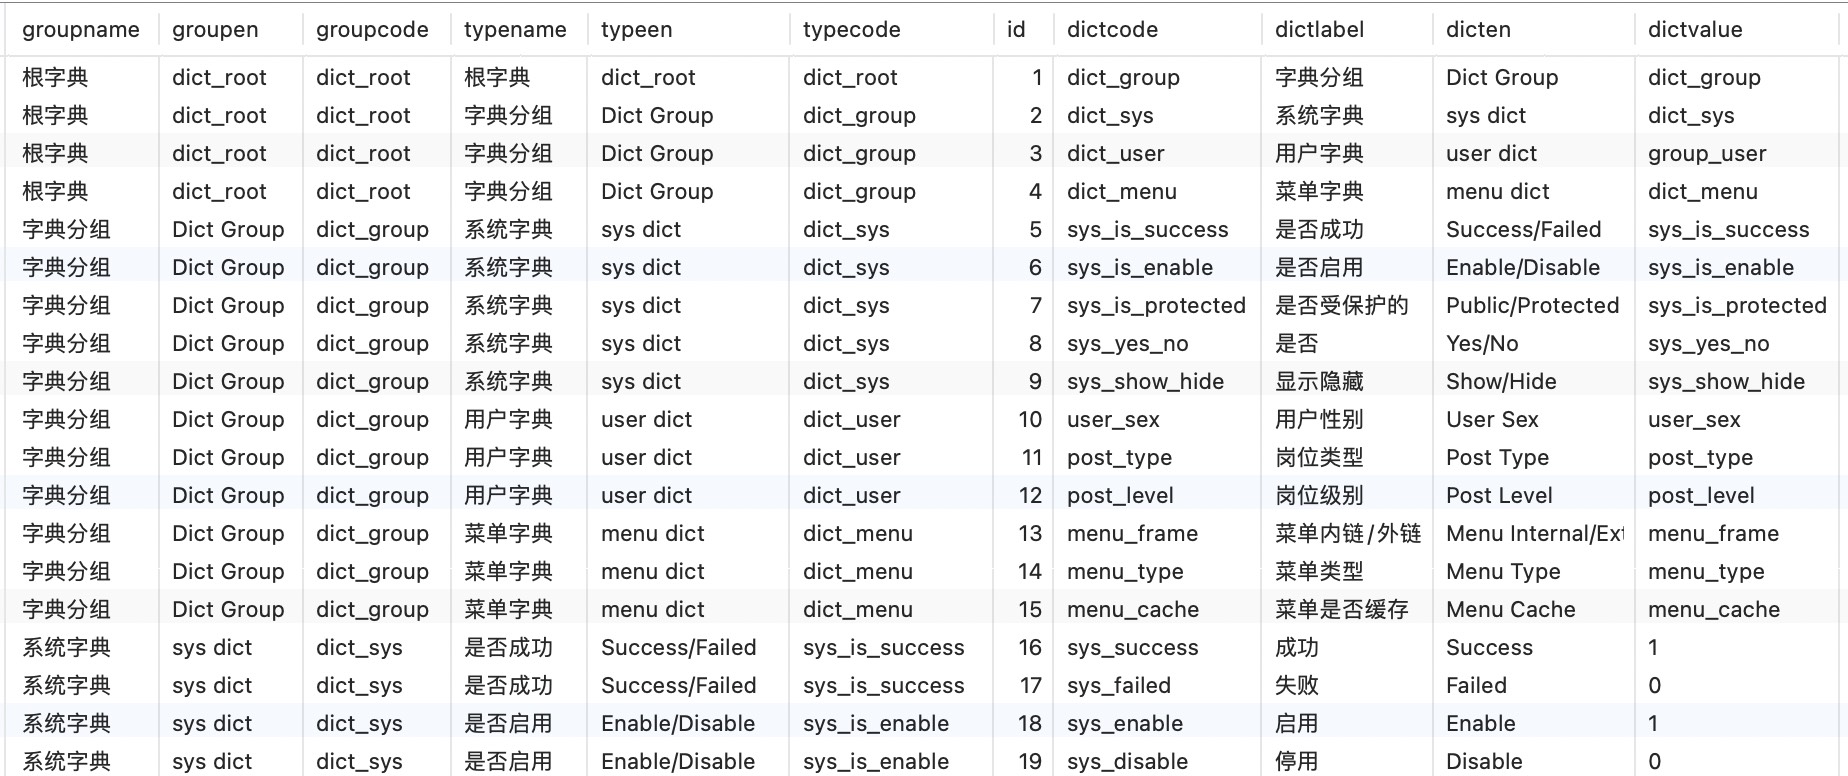 groupname groupen groupcode typename typeen typecode id dictcode dictlabel dicten dictvalue
根字典 dict_root dict_root 根字典 dict_root dict_root 1 dict_group 字典分组 Dict Group dict_group
根字典 dict_root dict_root 字典分组 Dict Group dict_group 2 dict_sys 系统字典 sys dict dict_sys
根字典 dict_root dict_root 字典分组 Dict Group dict_group 3 dict_user 用户字典 user dict group_user
根字典 dict_root dict_root 字典分组 Dict Group dict_group 4 dict_menu 菜单字典 menu dict dict_menu
字典分组 Dict Group dict_group 系统字典 sys dict dict_sys 5 sys_is_success 是否成功 Success/Failed sys_is_success
字典分组 Dict Group dict_group 系统字典 sys dict dict_sys 6 sys_is_enable 是否启用 Enable/Disable sys_is_enable
字典分组 Dict Group dict_group 系统字典 sys dict dict_sys 7 sys_is_protected 是否受保护的 Public/Protected sys_is_protected
字典分组 Dict Group dict_group 系统字典 sys dict dict_sys 8 sys_yes_no 是否 Yes/No sys_yes_no
字典分组 Dict Group dict_group 系统字典 sys dict dict_sys 9 sys_show_hide 显示隐藏 Show/Hide sys_show_hide
字典分组 Dict Group dict_group 用户字典 user dict dict_user 10 user_sex 用户性别 User Sex user_sex
字典分组 Dict Group dict_group 用户字典 user dict dict_user 11 post_type 岗位类型 Post Type post_type
字典分组 Dict Group dict_group 用户字典 user dict dict_user 12 post_level 岗位级别 Post Level post_level
字典分组 Dict Group dict_group 菜单字典 menu dict dict_menu 13 menu_frame 菜单内链/外链 Menu Internal/Ext menu_frame
字典分组 Dict Group dict_group 菜单字典 menu dict dict_menu 14 menu_type 菜单类型 Menu Type menu_type
字典分组 Dict Group dict_group 菜单字典 menu dict dict_menu 15 menu_cache 菜单是否缓存 Menu Cache menu_cache
系统字典 sys dict dict_sys 是否成功 Success/Failed sys_is_success 16 sys_success 成功 Success 1
系统字典 sys dict dict_sys 是否成功 Success/Failed sys_is_success 17 sys_failed 失败 Failed 0
系统字典 sys dict dict_sys 是否启用 Enable/Disable sys_is_enable 18 sys_enable 启用 Enable 1
系统字典 sys dict dict_sys 是否启用 Enable/Disable sys_is_enable 19 sys_disable 停用 Disable 0